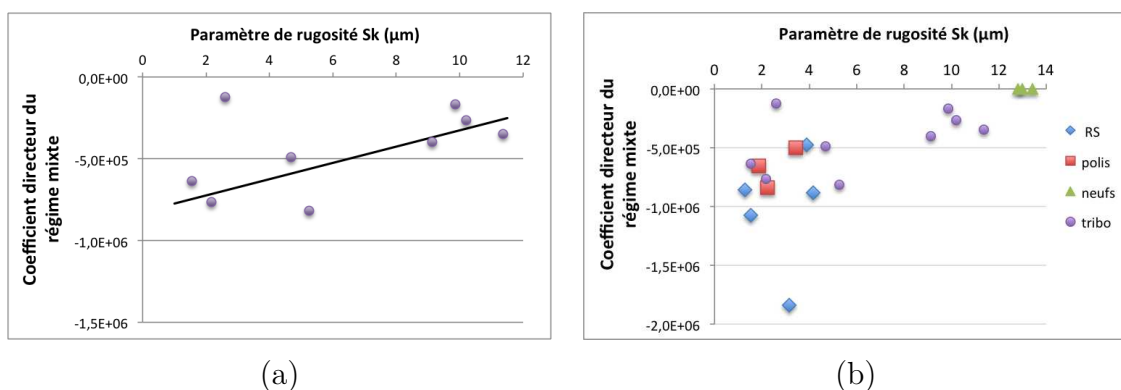 Paramètre de rugosité Sk (µm)
0 2 4 6 8 10 12
0,0E+00
-5,0E+05
-1,0E+06
-1,5E+06
Coefficient directeur du
régime mixte
(a)
Paramètre de rugosité Sk (µm)
0 2 4 6 8 10 12 14
0,0E+00
-5,0E+05
-1,0E+06
-1,5E+06
-2,0E+06
Coefficient directeur du
régime mixte
RS
polis
neufs
tribo
(b)